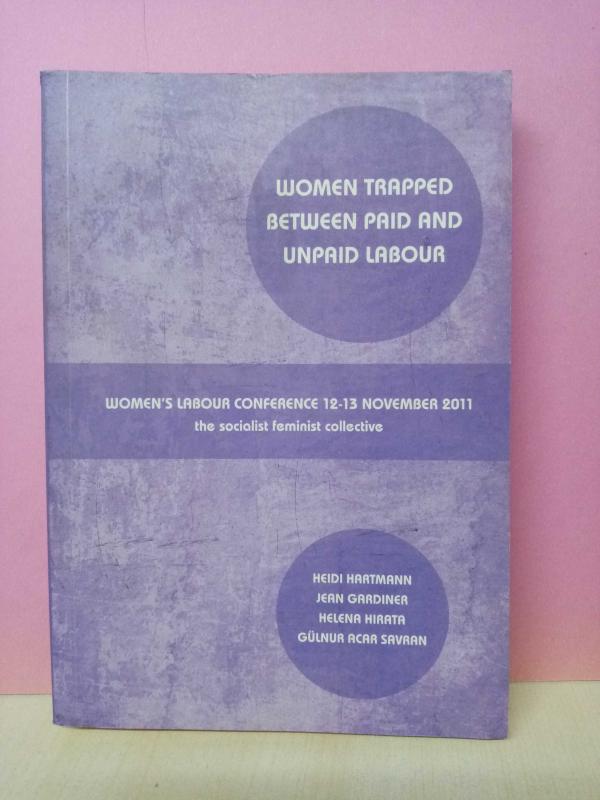 WOMEN TRAPPED
BETWEEN PAID AND
UNPAID LABOUR
WOMEN'S LABOUR CONFERENCE 12-13 NOVEMBER 2011
the socialist feminist collective
HEIDI HARTMANN
JEAN GARDINER
HELENA HIRATA
GÜLNUR ACAR SAVRAN